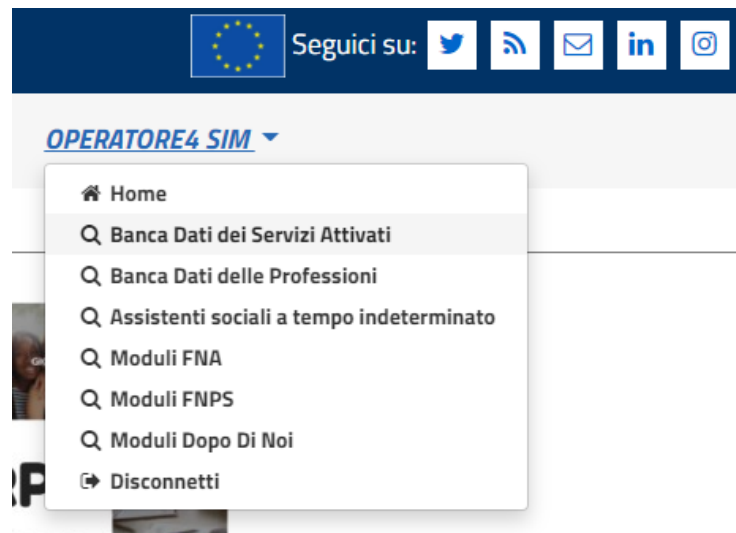 Seguici su:
OPERATORE4 SIM
Home
Banca Dati dei Servizi Attivati
Banca Dati delle Professioni
Assistenti sociali a tempo indeterminato
Moduli FNA
Moduli FNPS
Moduli Dopo Di Noi
Disconnetti